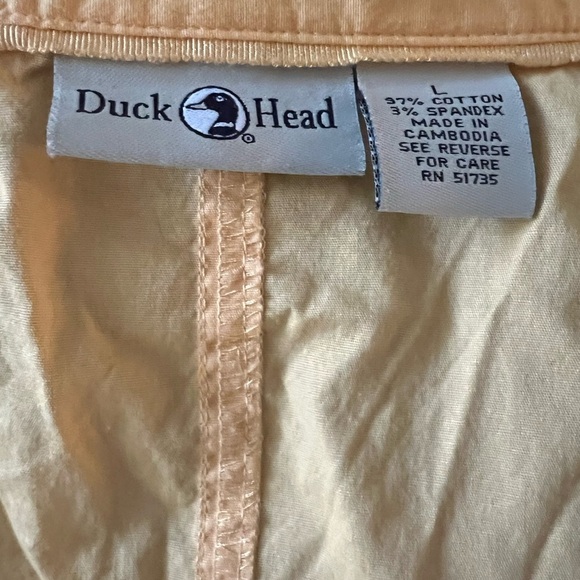 Duck Head
L
97% COTTON
3% SPANDEX
MADE IN
CAMBODIA
SEE REVERSE
FOR CARE
RN 51735